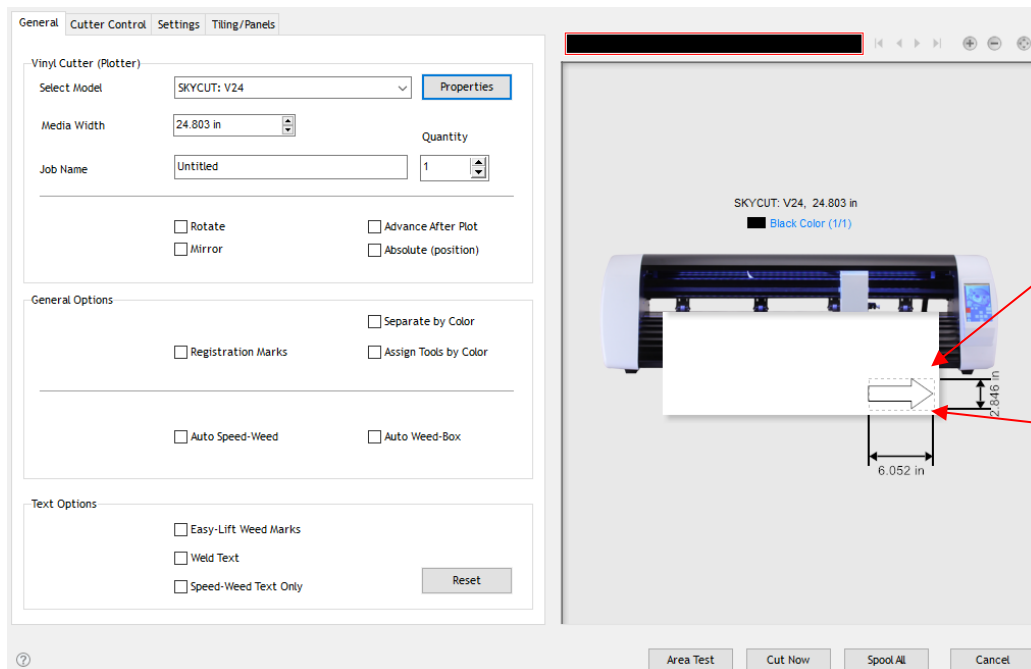 General Cutter Control Settings Tiling/Panels
Vinyl Cutter (Plotter)
Select Model SKYCUT: V24 Properties
Media Width 24.803 in
Quantity
Job Name Untitled 1
Rotate Advance After Plot
Mirror Absolute (position)
General Options
Separate by Color
Registration Marks Assign Tools by Color
Auto Speed-Weed Auto Weed-Box
Text Options
Easy-Lift Weed Marks
Weld Text
Speed-Weed Text Only
Reset
SKYCUT: V24, 24.803 in
Black Color (1/1)
2.846 in
6.052 in
Area Test Cut Now Spool All Cancel